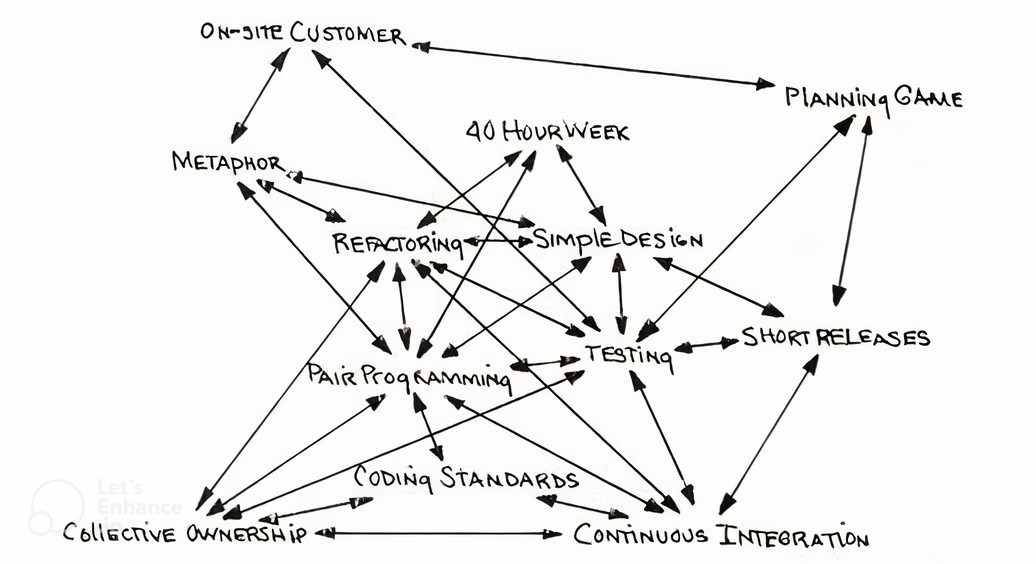 ON-SITE CUSTOMER
PLANNING GAME
40 HOUR WEEK
METAPHOR
REFACTORING
SIMPLE DESIGN
SHORT RELEASES
TESTING
PAIR PROGRAMMING
CODING STANDARDS
Let's
Enhance
.io
COLLECTIVE OWNERSHIP
CONTINUOUS INTEGRATION